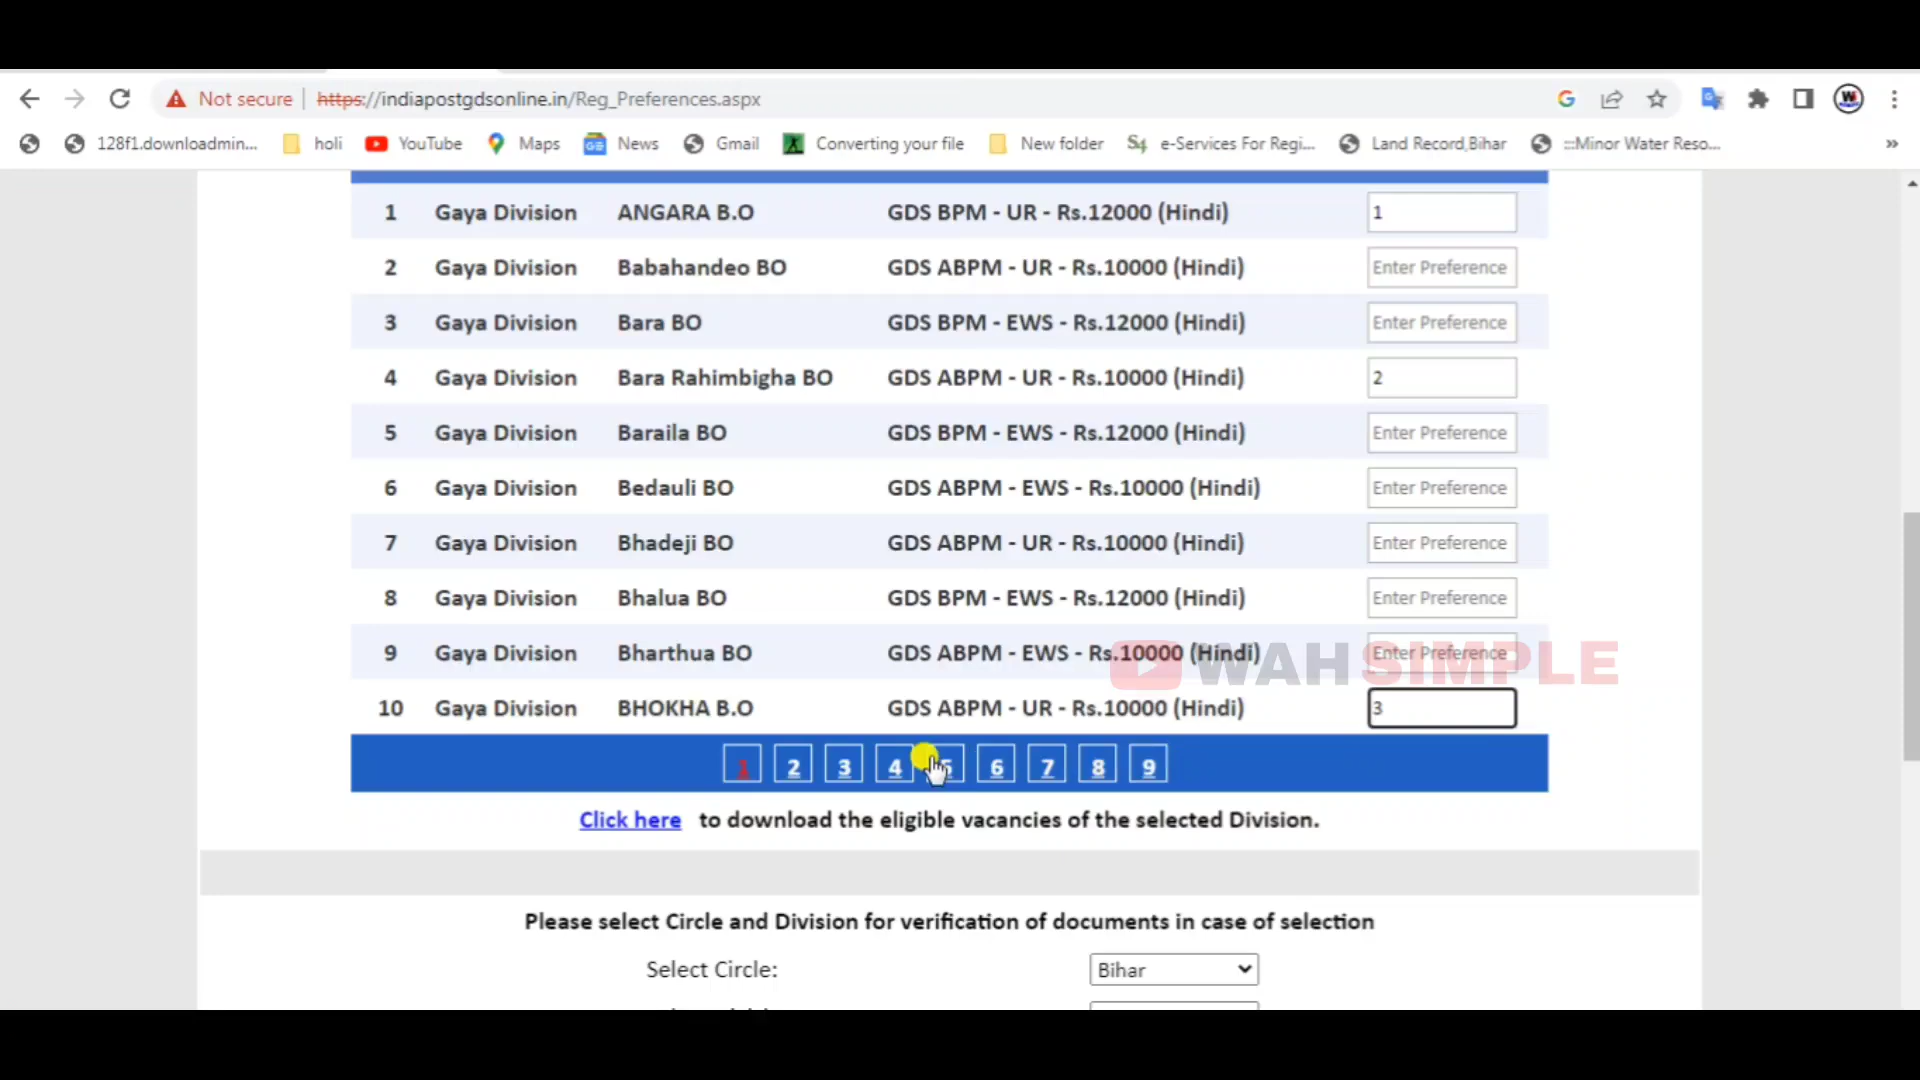 Not secure https://indiapostgdsonline.in/Reg_Preferences.aspx
128f1.downloadmin... holi YouTube Maps News Gmail Converting your file New folder e-Services For Regi... Land Record,Bihar :::Minor Water Reso... »
1 Gaya Division ANGARA B.O GDS BPM - UR - Rs.12000 (Hindi) 1
2 Gaya Division Babahandeo BO GDS ABPM - UR - Rs.10000 (Hindi) Enter Preference
3 Gaya Division Bara BO GDS BPM - EWS - Rs.12000 (Hindi) Enter Preference
4 Gaya Division Bara Rahimbigha BO GDS ABPM - UR - Rs.10000 (Hindi) 2
5 Gaya Division Baraila BO GDS BPM - EWS - Rs.12000 (Hindi) Enter Preference
6 Gaya Division Bedauli BO GDS ABPM - EWS - Rs.10000 (Hindi) Enter Preference
7 Gaya Division Bhadeji BO GDS ABPM - UR - Rs.10000 (Hindi) Enter Preference
8 Gaya Division Bhalua BO GDS BPM - EWS - Rs.12000 (Hindi) Enter Preference
9 Gaya Division Bharthua BO GDS ABPM - EWS - Rs.10000 (Hindi) Enter Preference
WAHSIMPLE
10 Gaya Division BHOKHA B.O GDS ABPM - UR - Rs.10000 (Hindi) 3
1 2 3 4 5 6 7 8 9
Click here to download the eligible vacancies of the selected Division.
Please select Circle and Division for verification of documents in case of selection
Select Circle: Bihar